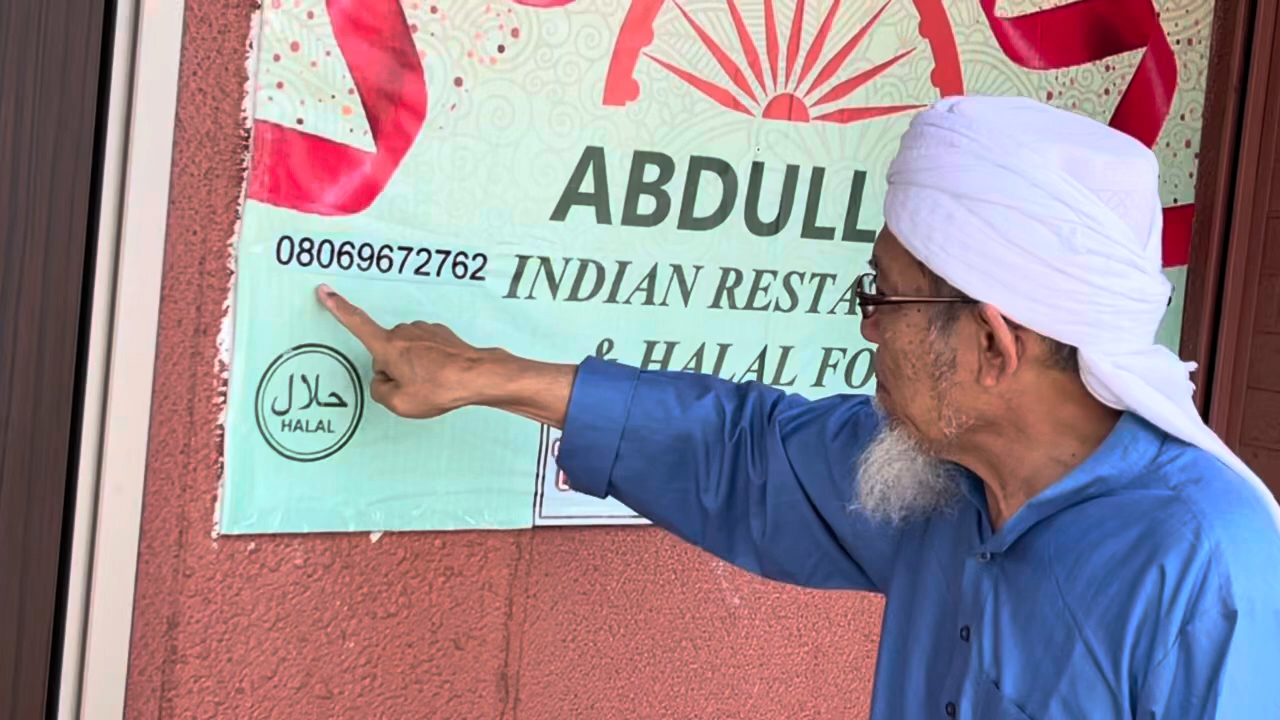 ABDULL
08069672762
INDIAN RESTA
& HALAL FO
حلال
HALAL